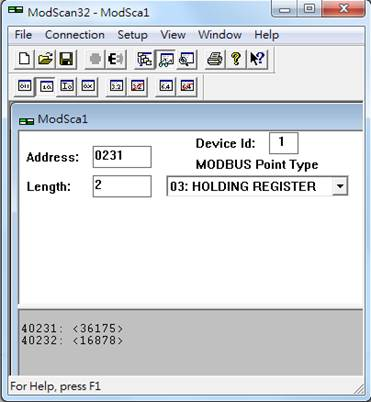 ModScan32 - ModSca1
File Connection Setup View Window Help
ModSca1
Address: 0231
Device Id: 1
MODBUS Point Type
Length: 2
03: HOLDING REGISTER
40231: <36175>
40232: <16878>
For Help, press F1